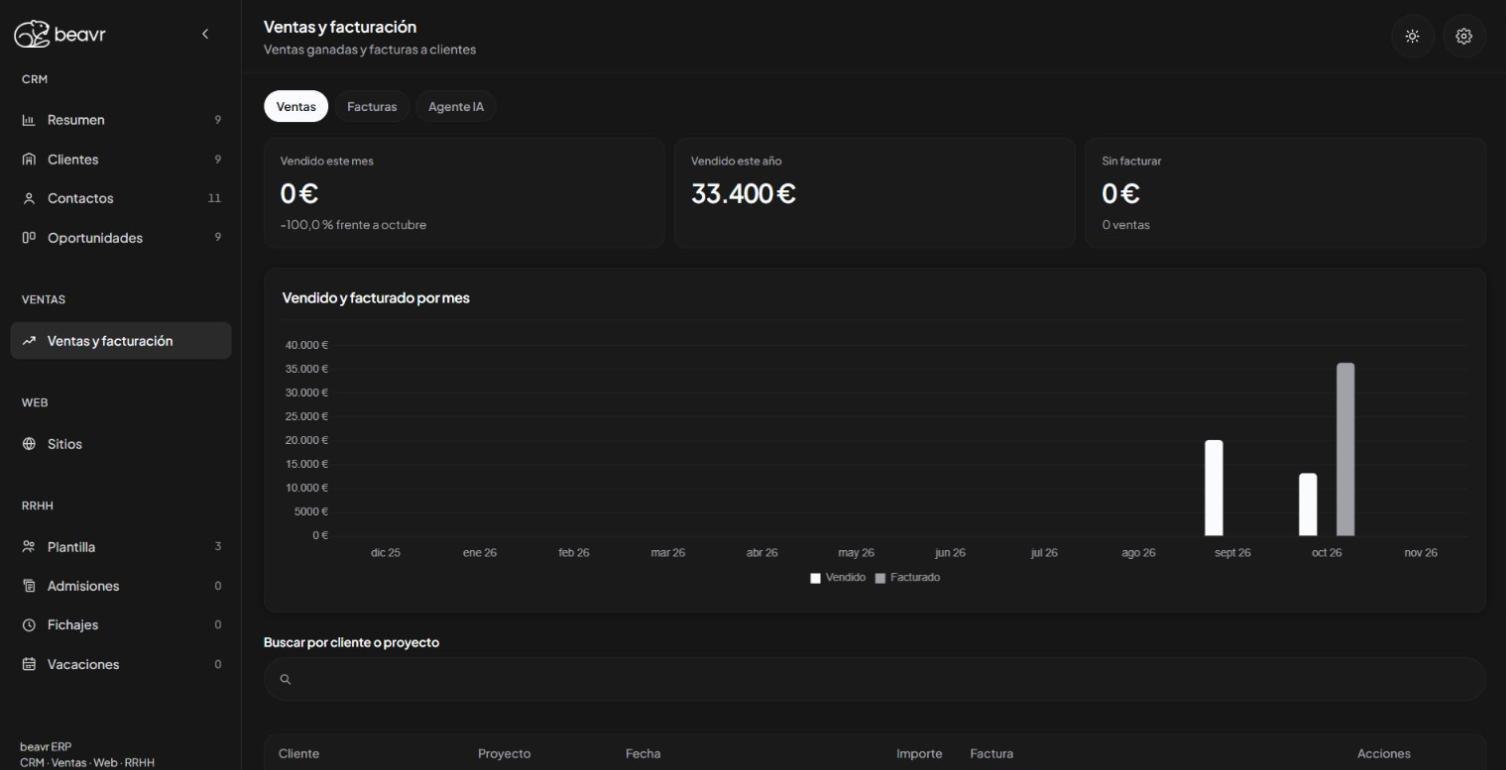 beavr
CRM
Resumen 9
Clientes 9
Contactos 11
Oportunidades 9
VENTAS
Ventas y facturación
WEB
Sitios
RRHH
Plantilla 3
Admisiones 0
Fichajes 0
Vacaciones 0
beavr ERP
CRM · Ventas · Web · RRHH
Ventas y facturación
Ventas ganadas y facturas a clientes
Ventas Facturas Agente IA
Vendido este mes
0 €
-100,0 % frente a octubre
Vendido este año
33.400 €
Sin facturar
0 €
0 ventas
Vendido y facturado por mes
40.000 €
35.000 €
30.000 €
25.000 €
20.000 €
15.000 €
10.000 €
5000 €
0 €
dic 25 ene 26 feb 26 mar 26 abr 26 may 26 jun 26 jul 26 ago 26 sept 26 oct 26 nov 26
Vendido Facturado
Buscar por cliente o proyecto
Cliente Proyecto Fecha Importe Factura Acciones